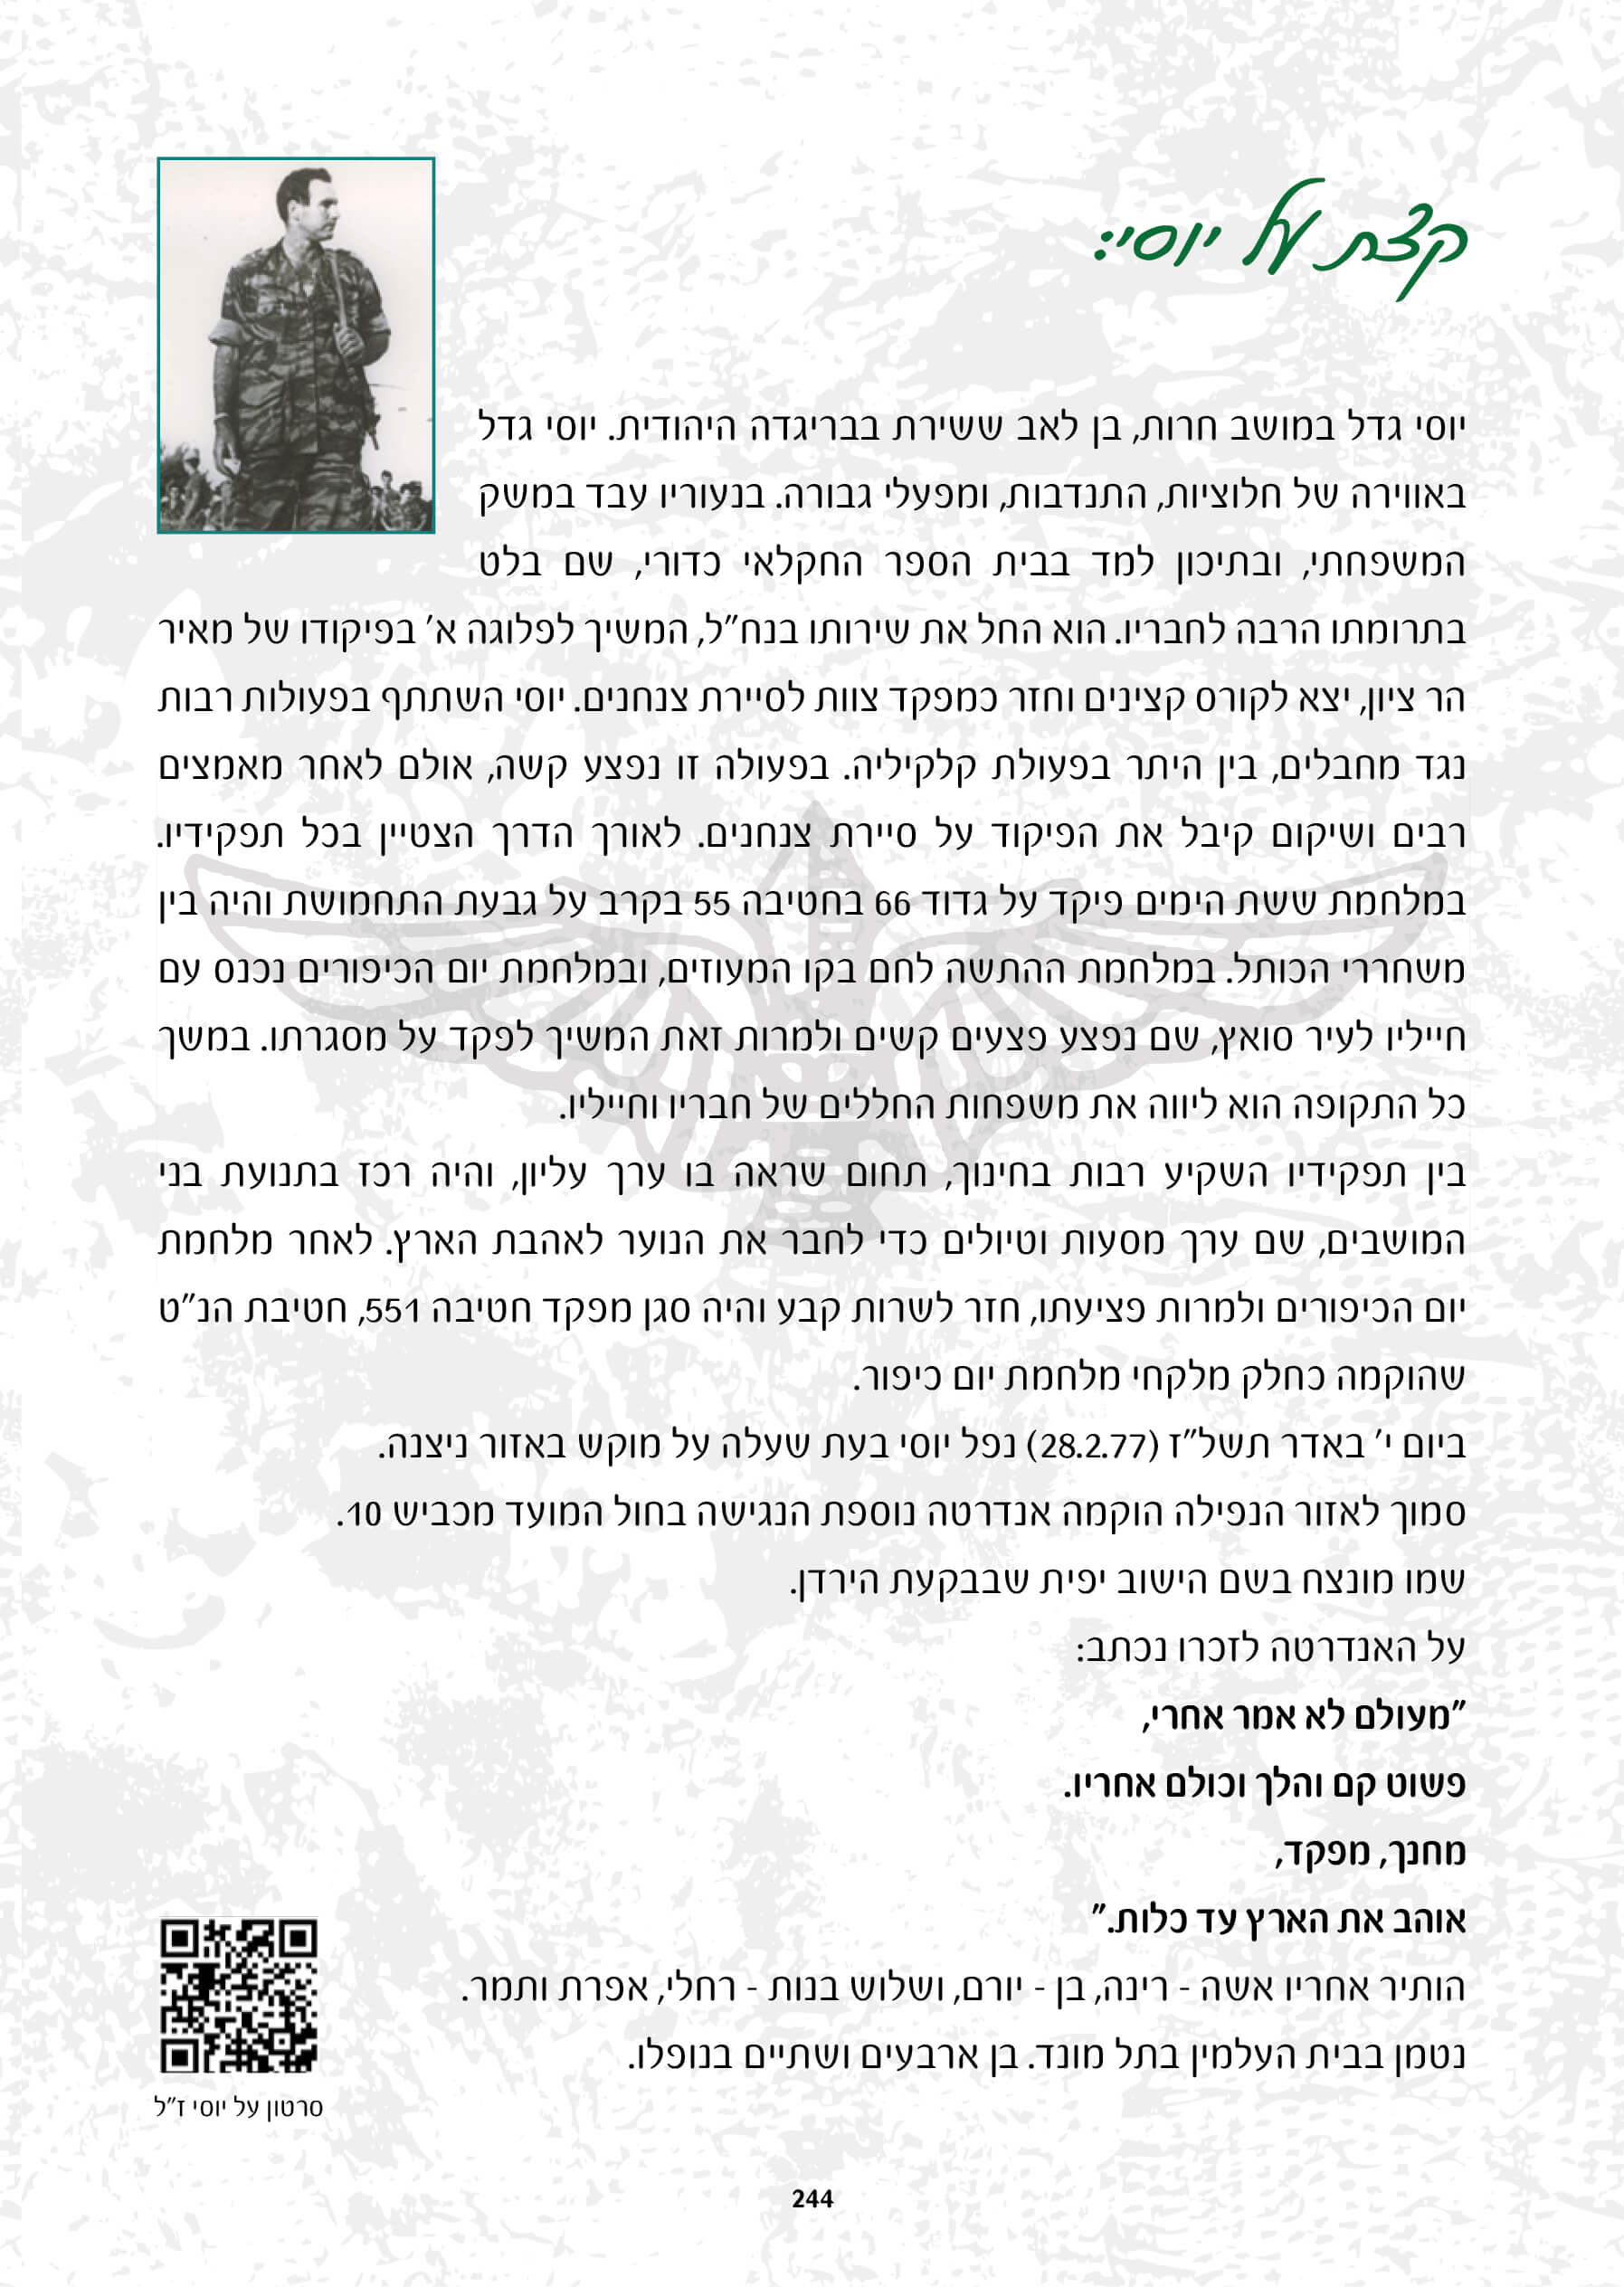 קצת על יוסי:
יוסי גדל במושב חרות, בן לאב ששירת בבריגדה היהודית. יוסי גדל
באווירה של חלוציות, התנדבות, ומפעלי גבורה. בנעוריו עבד במשק
המשפחתי, ובתיכון למד בבית הספר החקלאי כדורי, שם בלט
בתרומתו הרבה לחבריו. הוא החל את שירותו בנח"ל, המשיך לפלוגה א' בפיקודו של מאיר
הר ציון, יצא לקורס קצינים וחזר כמפקד צוות לסיירת צנחנים. יוסי השתתף בפעולות רבות
נגד מחבלים, בין היתר בפעולת קלקיליה. בפעולה זו נפצע קשה, אולם לאחר מאמצים
רבים ושיקום קיבל את הפיקוד על סיירת צנחנים. לאורך הדרך הצטיין בכל תפקידיו.
במלחמת ששת הימים פיקד על גדוד 66 בחטיבה 55 בקרב על גבעת התחמושת והיה בין
משחררי הכותל. במלחמת ההתשה לחם בקו המעוזים, ובמלחמת יום הכיפורים נכנס עם
חייליו לעיר סואץ, שם נפצע פצעים קשים ולמרות זאת המשיך לפקד על מסגרתו. במשך
כל התקופה הוא ליווה את משפחות החללים של חבריו וחייליו.
בין תפקידיו השקיע רבות בחינוך, תחום שראה בו ערך עליון, והיה רכז בתנועת בני
המושבים, שם ערך מסעות וטיולים כדי לחבר את הנוער לאהבת הארץ. לאחר מלחמת
יום הכיפורים ולמרות פציעתו, חזר לשרות קבע והיה סגן מפקד חטיבה 551, חטיבת הנ"ט
שהוקמה כחלק מלקחי מלחמת יום כיפור.
ביום י' באדר תשל"ז (28.2.77) נפל יוסי בעת שעלה על מוקש באזור ניצנה.
סמוך לאזור הנפילה הוקמה אנדרטה נוספת הנגישה בחול המועד מכביש 10.
שמו מונצח בשם הישוב יפית שבבקעת הירדן.
על האנדרטה לזכרו נכתב:
"מעולם לא אמר אחרי,
פשוט קם והלך וכולם אחריו.
מחנך, מפקד,
אוהב את הארץ עד כלות."
הותיר אחריו אשה - רינה, בן - יורם, ושלוש בנות - רחלי, אפרת ותמר.
נטמן בבית העלמין בתל מונד. בן ארבעים ושתיים בנופלו.
סרטון על יוסי ז"ל
244